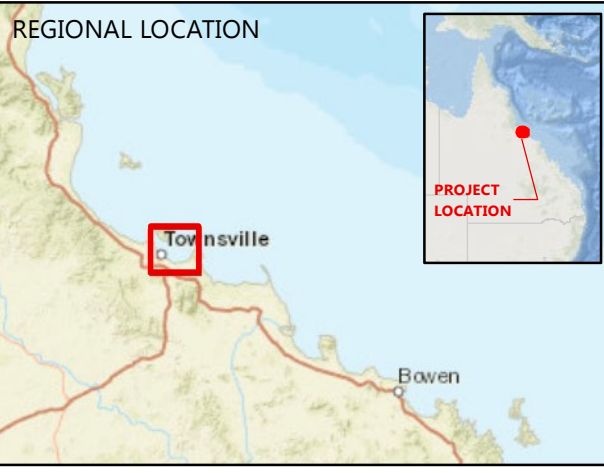 REGIONAL LOCATION
PROJECT
LOCATION
Townsville
Bowen